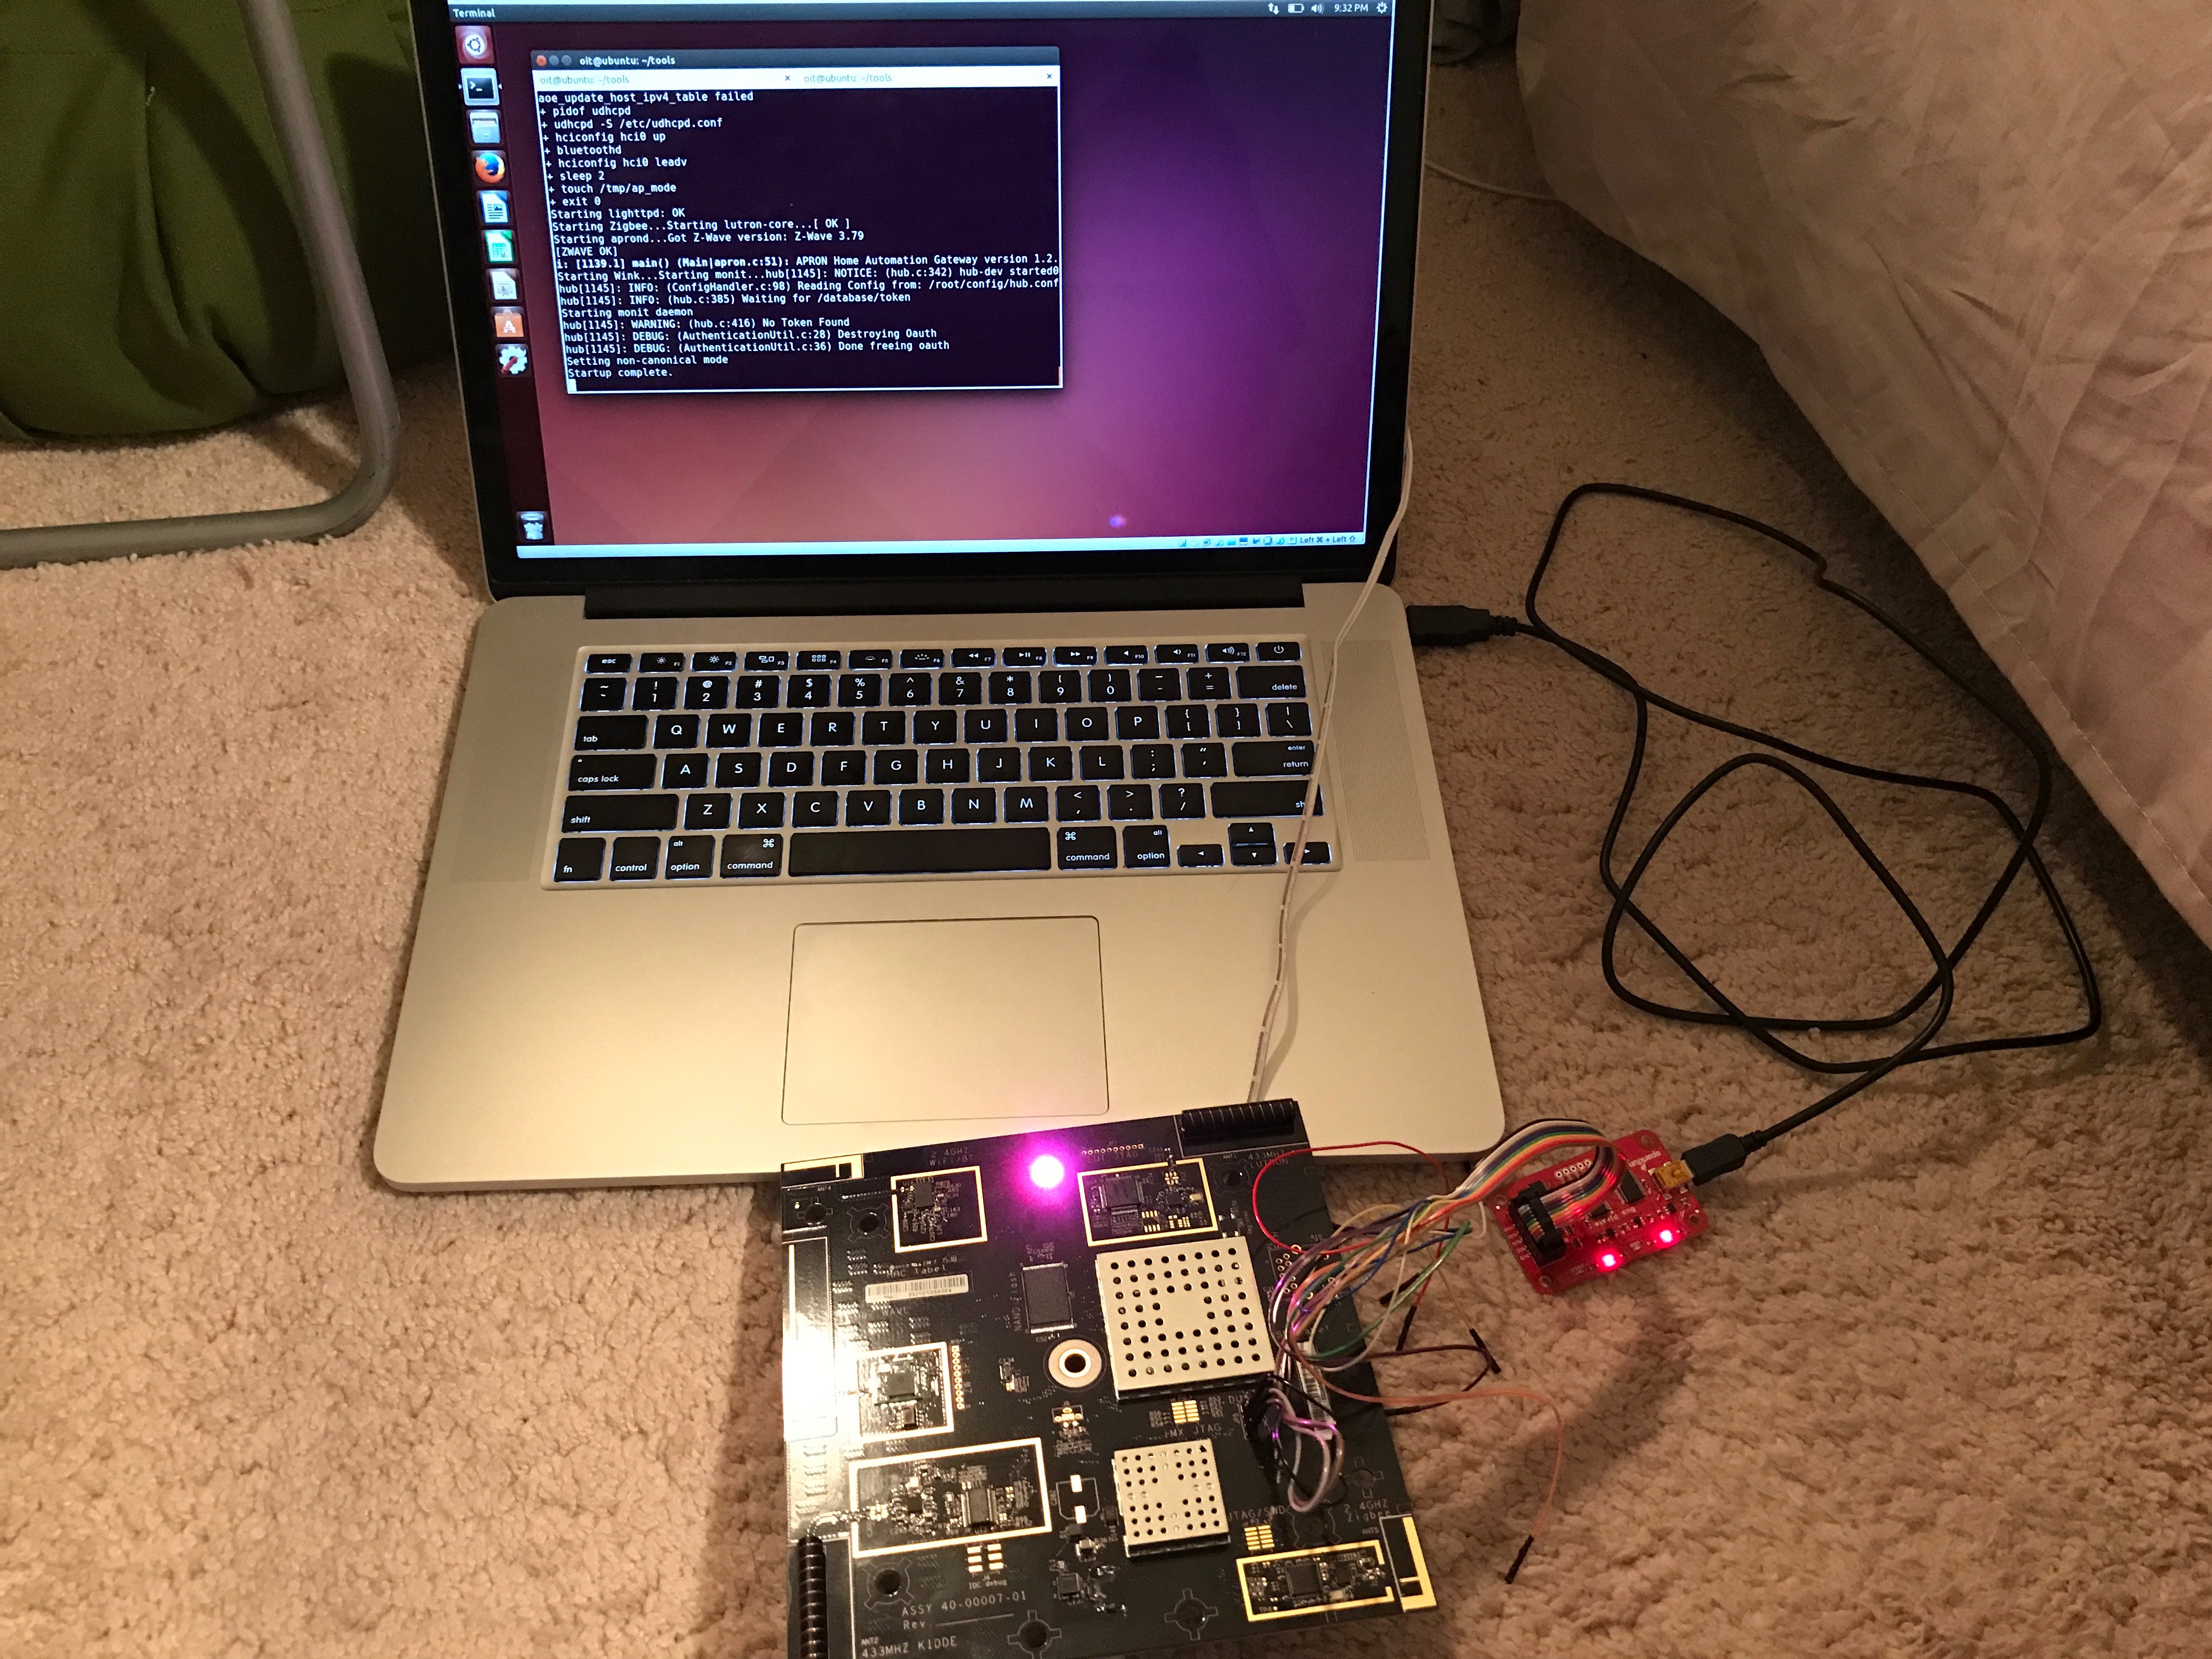 Terminal
9:32 PM
oit@ubuntu: ~/tools
oit@ubuntu: ~/tools × oit@ubuntu: ~/tools ×
aoe_update_host_ipv4_table failed
+ pidof udhcpd
+ udhcpd -S /etc/udhcpd.conf
+ hciconfig hci0 up
+ bluetoothd
+ hciconfig hci0 leadv
+ sleep 2
+ touch /tmp/ap_mode
+ exit 0
Starting lighttpd: OK
Starting Zigbee...Starting lutron-core...[ OK ]
Starting aprond...Got Z-Wave version: Z-Wave 3.79
[ZWAVE OK]
i: [1139.1] main() (Main|apron.c:51): APRON Home Automation Gateway version 1.2.
Starting Wink...Starting monit...hub[1145]: NOTICE: (hub.c:342) hub-dev started0
hub[1145]: INFO: (ConfigHandler.c:98) Reading Config from: /root/config/hub.conf
hub[1145]: INFO: (hub.c:385) Waiting for /database/token
Starting monit daemon
hub[1145]: WARNING: (hub.c:416) No Token Found
hub[1145]: DEBUG: (AuthenticationUtil.c:28) Destroying Oauth
hub[1145]: DEBUG: (AuthenticationUtil.c:36) Done freeing oauth
Setting non-canonical mode
Startup complete.
Left ⌘ + Left ⇧
esc F1 F2 F3 F4 F5 F6 F7 F8 F9 F10 F11 F12
~ ` ! 1 @ 2 # 3 $ 4 % 5 ^ 6 & 7 * 8 ( 9 ) 0 _ - + = delete
tab Q W E R T Y U I O P { [ } ] | \
caps lock A S D F G H J K L : ; " ' enter return
shift Z X C V B N M < , > . ? / sh
fn control alt option ⌘ command ⌘ command alt option
4GHZ
WiFi/BT
JTAG
433MHZ
LUTRON
MAC label
NAND flash
IMX JTAG
JTAG/SWD
2.4GHZ
Zigbee
ANT5
IDC debug
ASSY 40-00007-01
Rev.
ANT2
433MHZ KIDDE
sparkfun